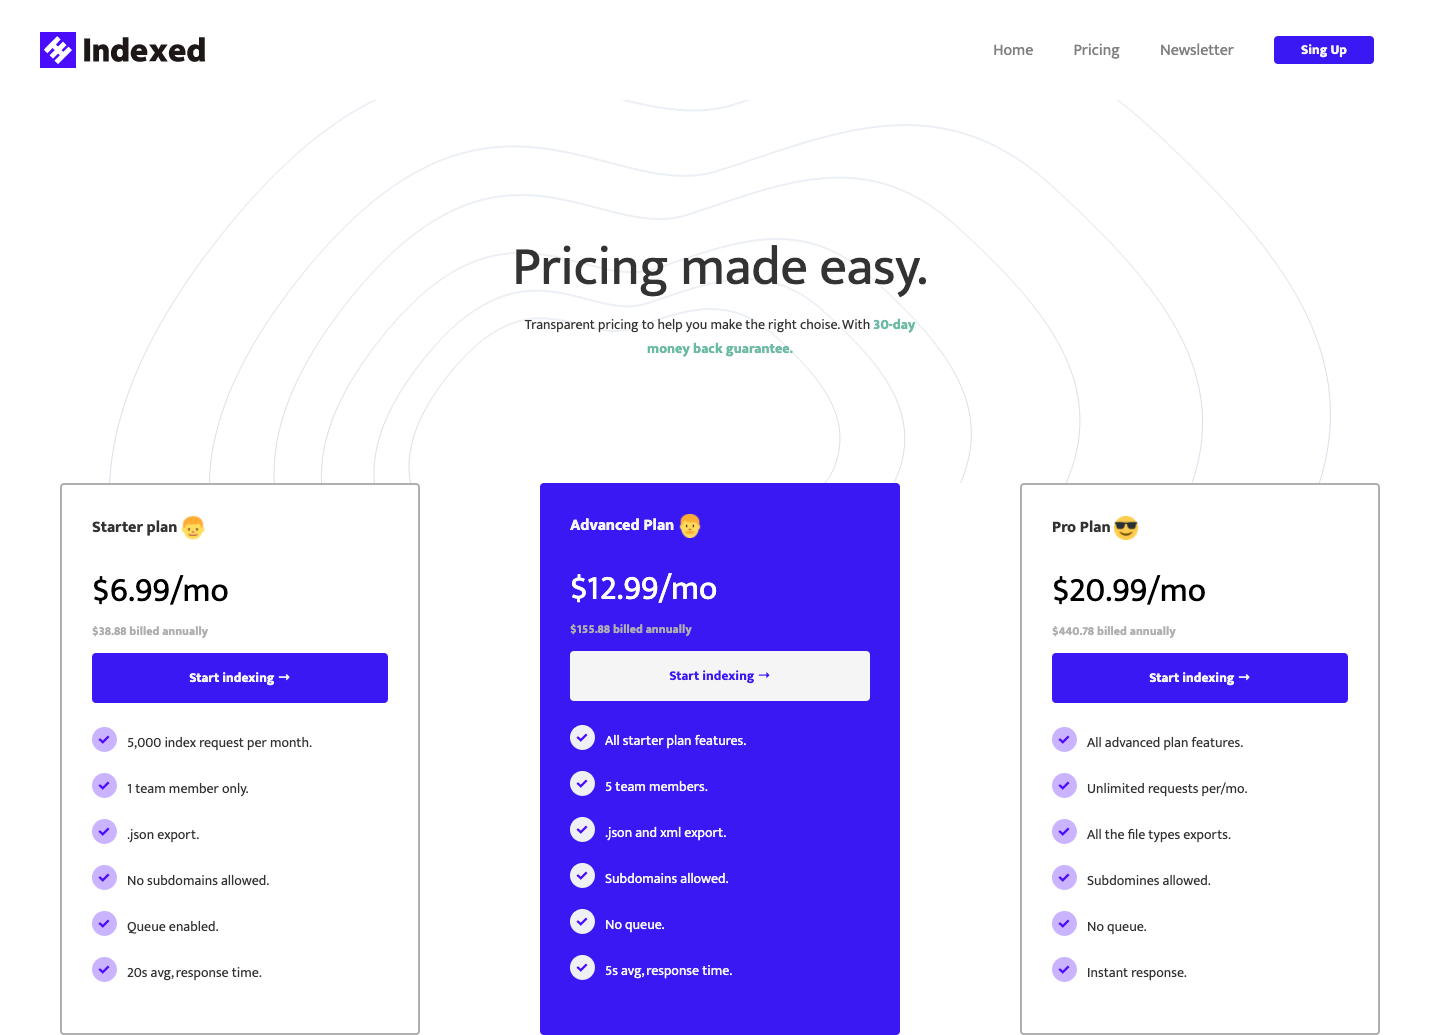 Indexed
Home
Pricing
Newsletter
Sing Up
Pricing made easy.
Transparent pricing to help you make the right choise. With 30-day
money back guarantee.
Starter plan
$6.99/mo
$38.88 billed annually
Start indexing →
5,000 index request per month.
1 team member only.
.json export.
No subdomains allowed.
Queue enabled.
20s avg, response time.
Advanced Plan
$12.99/mo
$155.88 billed annually
Start indexing →
All starter plan features.
5 team members.
.json and xml export.
Subdomains allowed.
No queue.
5s avg, response time.
Pro Plan
$20.99/mo
$440.78 billed annually
Start indexing →
All advanced plan features.
Unlimited requests per/mo.
All the file types exports.
Subdomines allowed.
No queue.
Instant response.